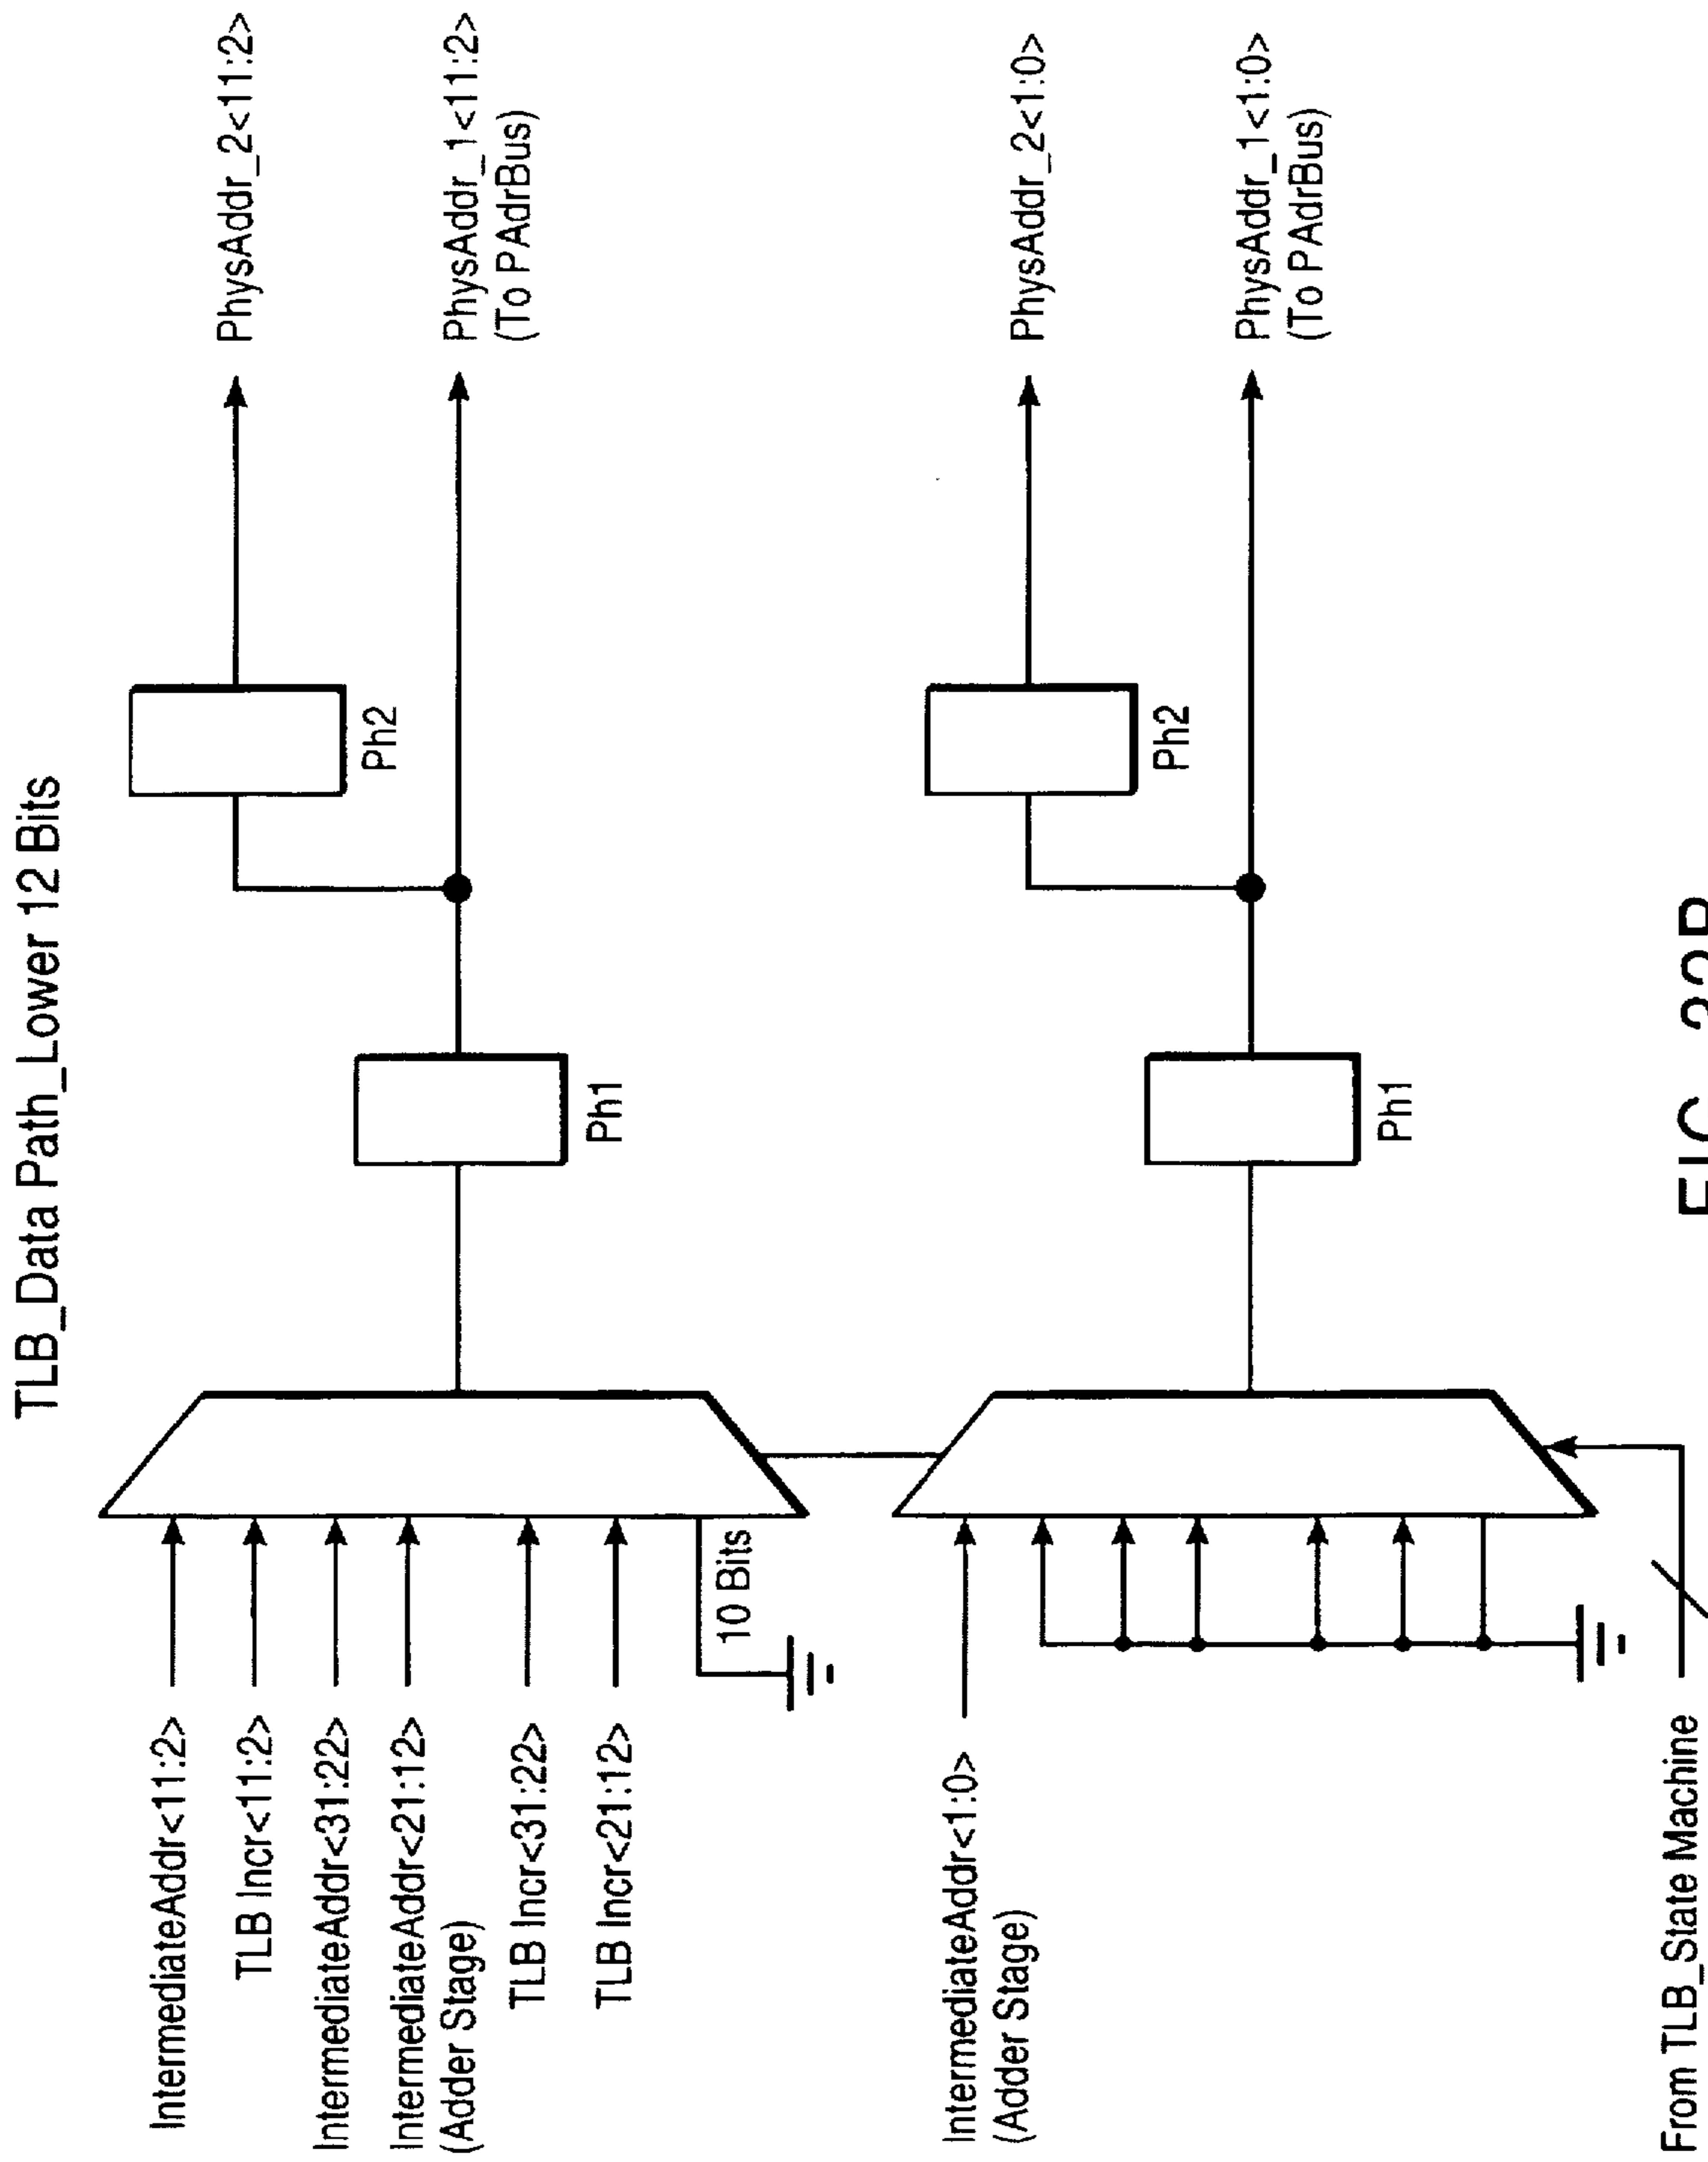 TLB_Data Path_Lower 12 Bits
IntermediateAddr<11:2>
TLB Incr<11:2>
IntermediateAddr<31:22>
IntermediateAddr<21:12>
(Adder Stage)
TLB Incr<31:22>
TLB Incr<21:12>
10 Bits
Ph1
Ph2
PhysAddr_2<11:2>
PhysAddr_1<11:2>
(To PAdrBus)
IntermediateAddr<1:0>
(Adder Stage)
Ph1
Ph2
PhysAddr_2<1:0>
PhysAddr_1<1:0>
(To PAdrBus)
From TLB_State Machine